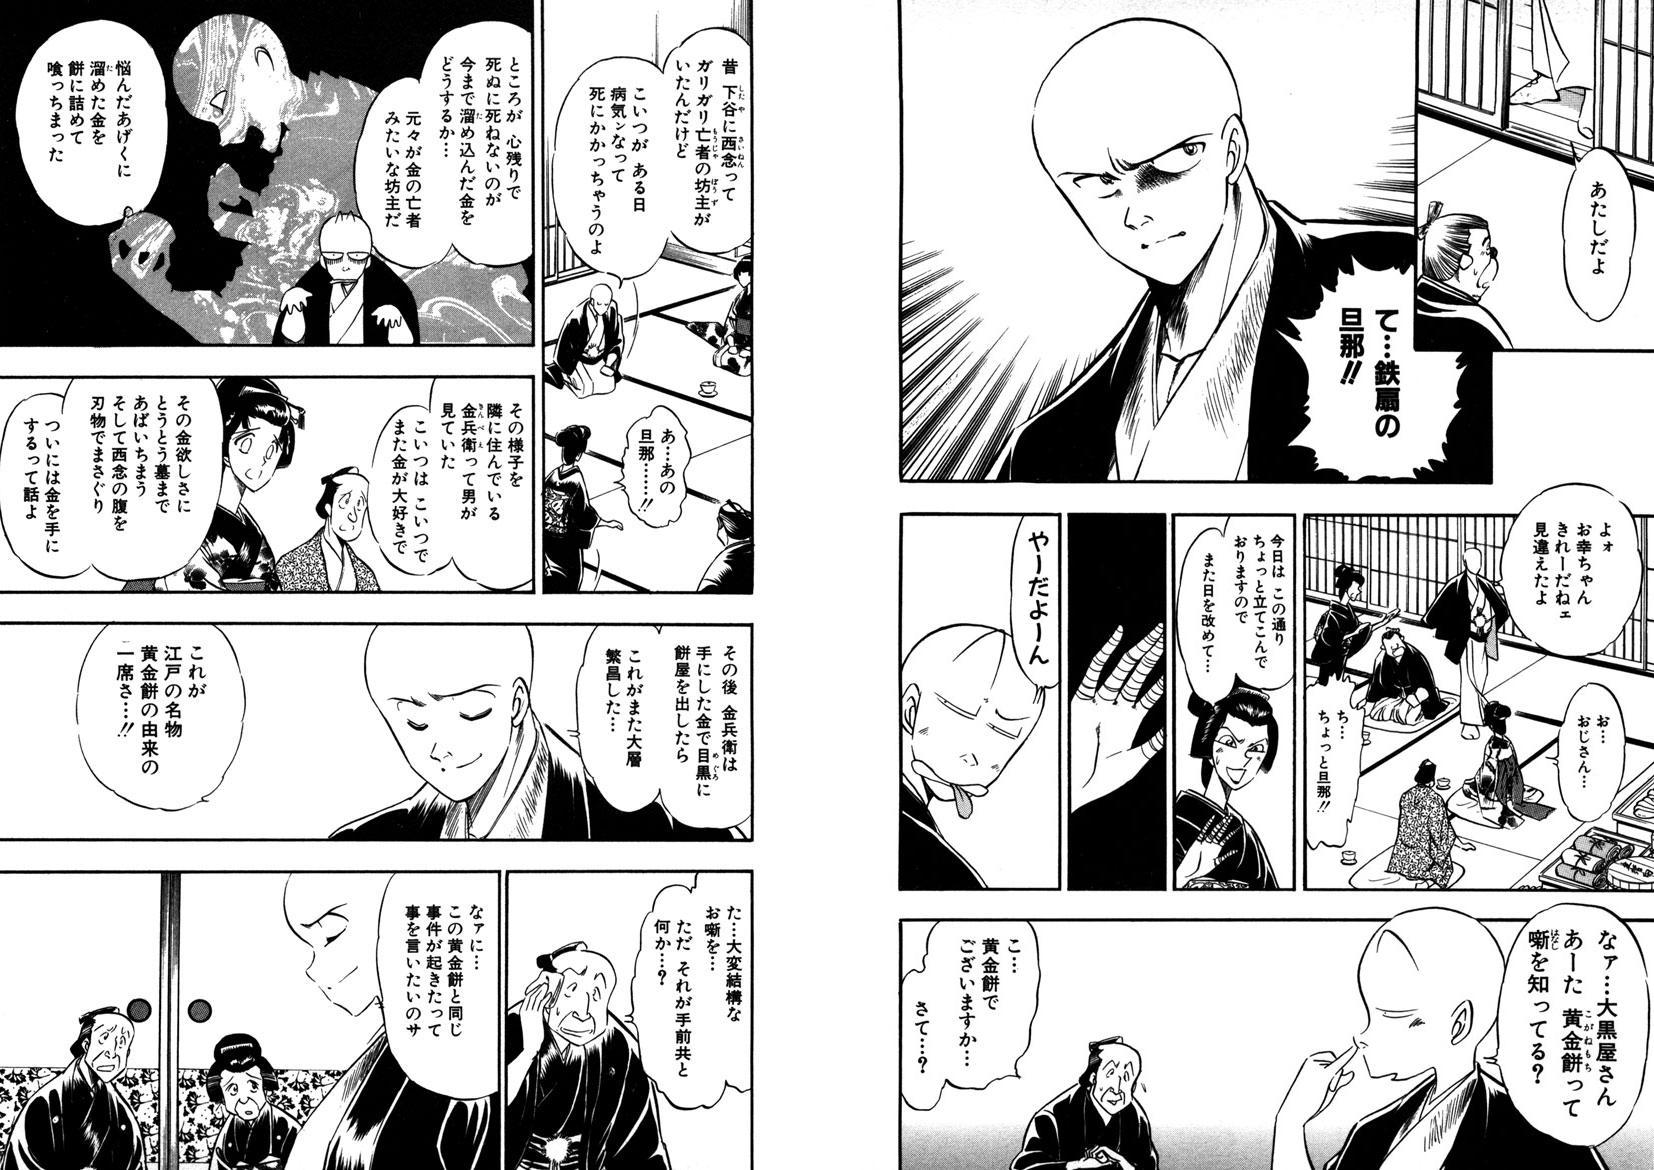 あたしだよ
て…鉄扇の
旦那!!
よォ
お幸ちゃん
きれーだねェ
見違えたよ
お…
おじさん…
ち…
ちょっと旦那!!
今日は この通り
ちょっと立てこんで
おりますので
また日を改めて…
やーだよーん
なァ…大黒屋さん
あーた 黄金餅って
噺を知ってる?
こ…
黄金餅で
ございますか…
さて…?
昔 下谷に西念って
ガリガリ亡者の坊主が
いたんだけど
こいつが ある日
病気ンなって
死にかかっちゃうのよ
あ…あの
旦那……!!
ところが 心残りで
死ぬに死ねないのが
今まで溜め込んだ金を
どうするか…
元々が金の亡者
みたいな坊主だ
悩んだあげくに
溜めた金を
餅に詰めて
喰っちまった
その様子を
隣に住んでいる
金兵衛って男が
見ていた
こいつは こいつで
また金が大好きで
その金欲しさに
とうとう墓まで
あばいちまう
そして西念の腹を
刃物でまさぐり
ついには金を手に
するって話よ
その後 金兵衛は
手にした金で目黒に
餅屋を出したら
これがまた大層
繁昌した…
これが
江戸の名物
黄金餅の由来の
一席さ…!!
た…大変結構な
お噺を…
ただ それが手前共と
何か…?
なァに…
この黄金餅と同じ
事件が起きたって
事を言いたいのサ